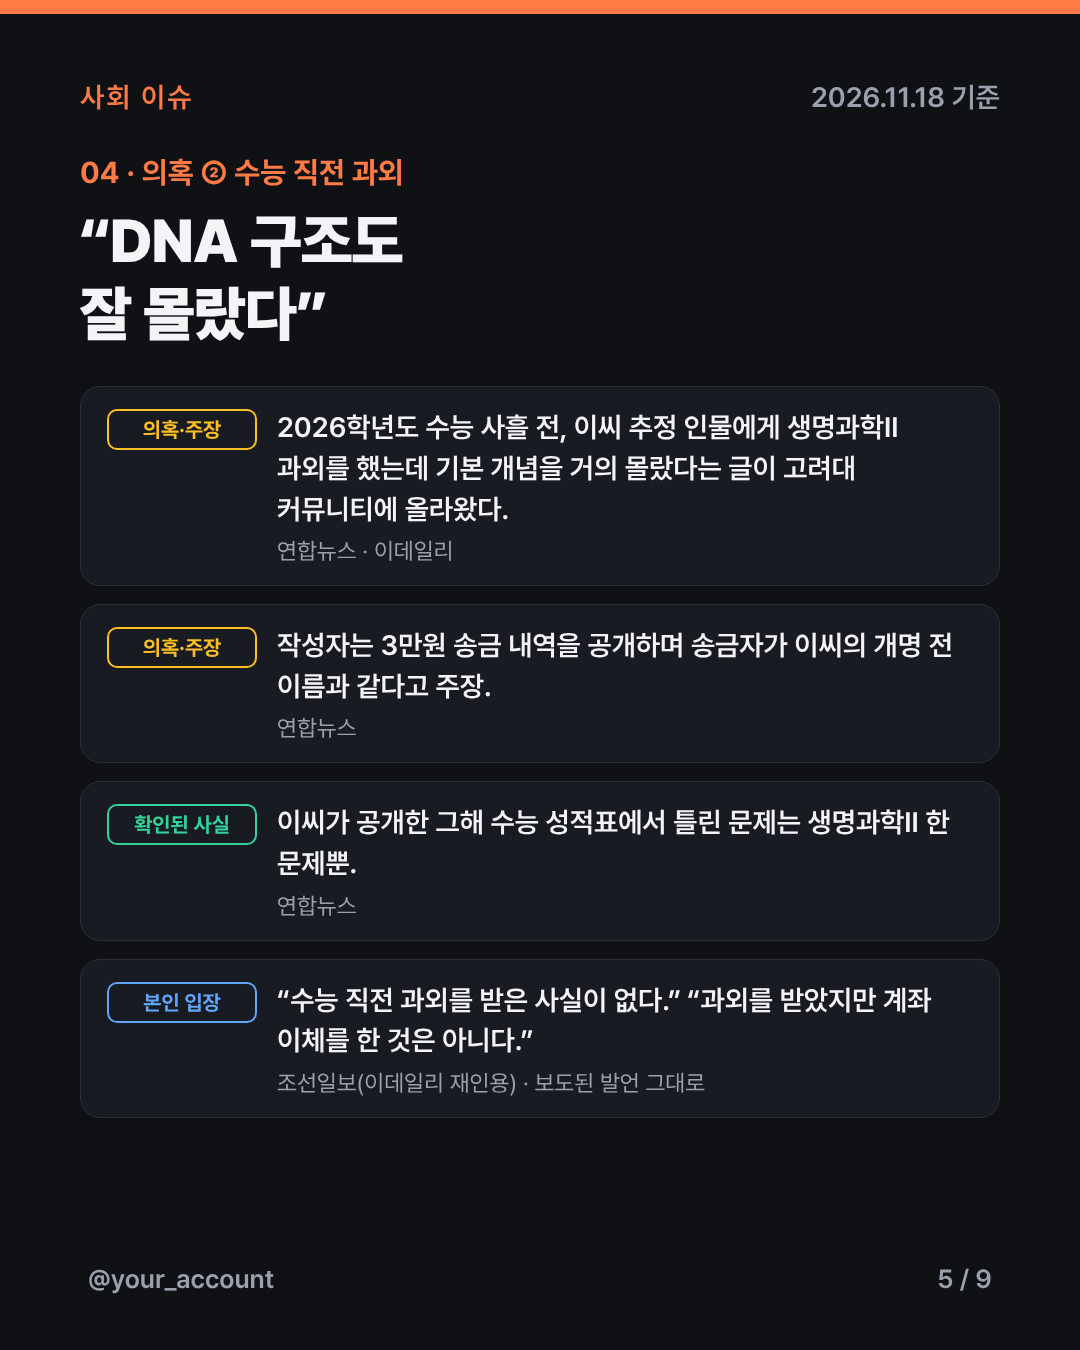 사회 이슈
2026.11.18 기준
04 · 의혹 ② 수능 직전 과외
“DNA 구조도
잘 몰랐다”
의혹·주장
2026학년도 수능 사흘 전, 이씨 추정 인물에게 생명과학II
과외를 했는데 기본 개념을 거의 몰랐다는 글이 고려대
커뮤니티에 올라왔다.
연합뉴스 · 이데일리
의혹·주장
작성자는 3만원 송금 내역을 공개하며 송금자가 이씨의 개명 전
이름과 같다고 주장.
연합뉴스
확인된 사실
이씨가 공개한 그해 수능 성적표에서 틀린 문제는 생명과학II 한
문제뿐.
연합뉴스
본인 입장
“수능 직전 과외를 받은 사실이 없다.” “과외를 받았지만 계좌
이체를 한 것은 아니다.”
조선일보(이데일리 재인용) · 보도된 발언 그대로
@your_account
5 / 9